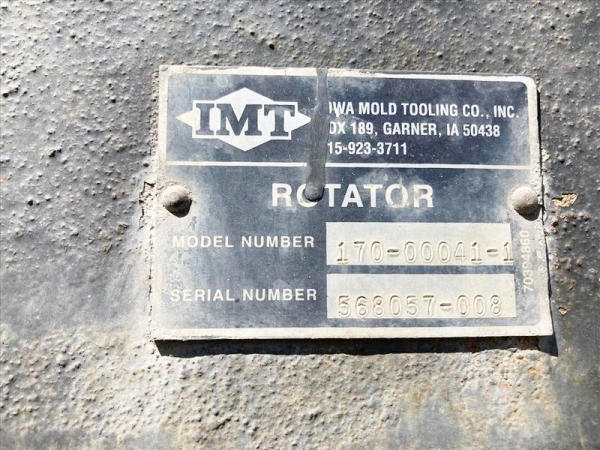 IMT
OWA MOLD TOOLING CO., INC.
OX 189, GARNER, IA 50438
15-923-3711
ROTATOR
MODEL NUMBER 170-00041-1
SERIAL NUMBER 568057-008